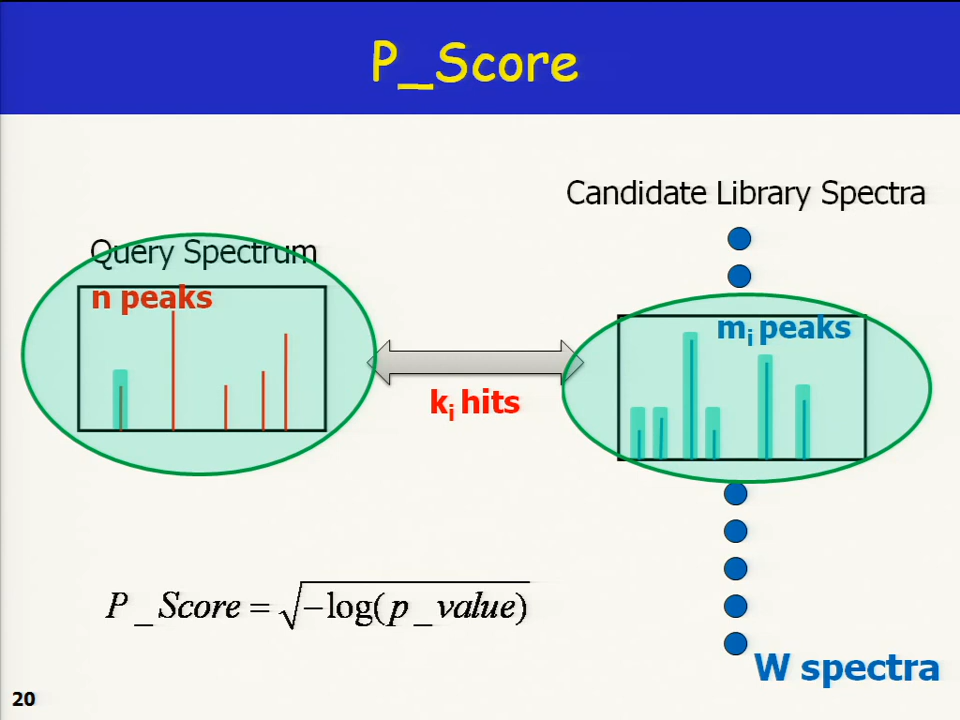 P_Score
Candidate Library Spectra
Query Spectrum
n peaks
mi peaks
ki hits
P_Score = √−log(p_value)
W spectra
20